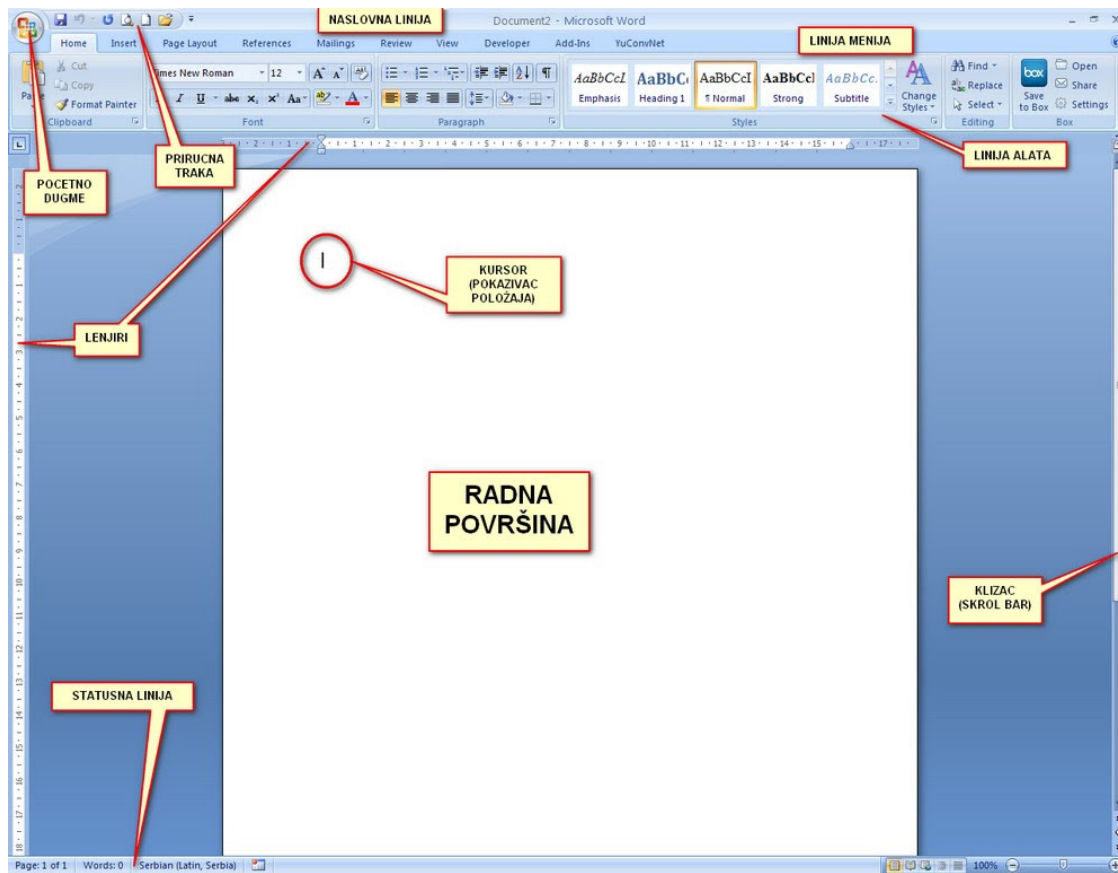 NASLOVNA LINIJA
Document2 - Microsoft Word
Home Insert Page Layout References Mailings Review View Developer Add-Ins YuConvNet
LINIJA MENIJA
Cut
Copy
Format Painter
Clipboard
Times New Roman 12
Font
Paragraph
AaBbCcL AaBbC AaBbCcI AaBbCcl AaBbCc.
Emphasis Heading 1 ¶ Normal Strong Subtitle
Change
Styles
Styles
Find
Replace
Select
Editing
box
Save
to Box
Open
Share
Settings
Box
PRIRUCNA
TRAKA
LINIJA ALATA
POCETNO
DUGME
KURSOR
(POKAZIVAC
POLOŽAJA)
LENJIRI
RADNA
POVRŠINA
KLIZAC
(SKROL BAR)
STATUSNA LINIJA
Page: 1 of 1 Words: 0 Serbian (Latin, Serbia) 100%